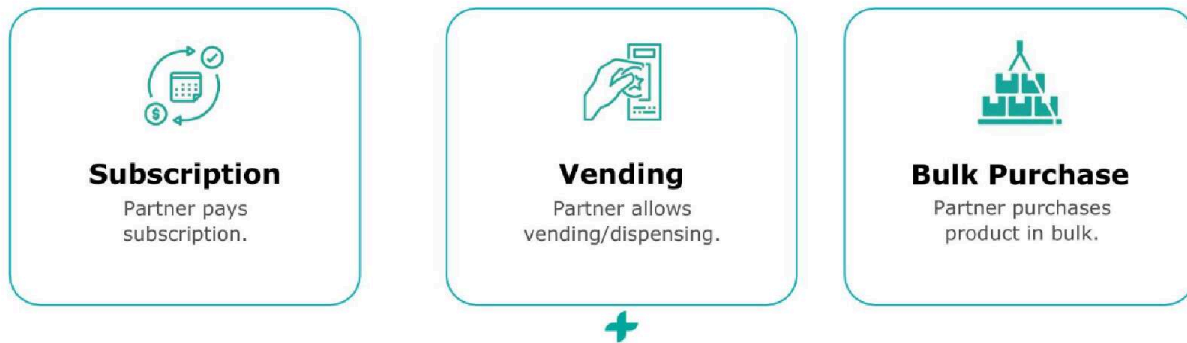 Subscription
Partner pays
subscription.
Vending
Partner allows
vending/dispensing.
Bulk Purchase
Partner purchases
product in bulk.